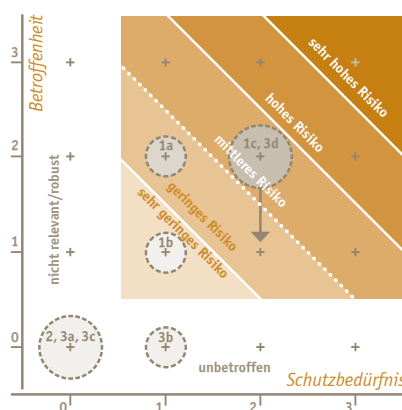 Betroffenheit
3
2
1
0
nicht relevant/robust
sehr hohes Risiko
hohes Risiko
mittleres Risiko
geringes Risiko
sehr geringes Risiko
1a
1c, 3d
1b
2, 3a, 3c
3b
unbetroffen
Schutzbedürfnis
0
1
2
3